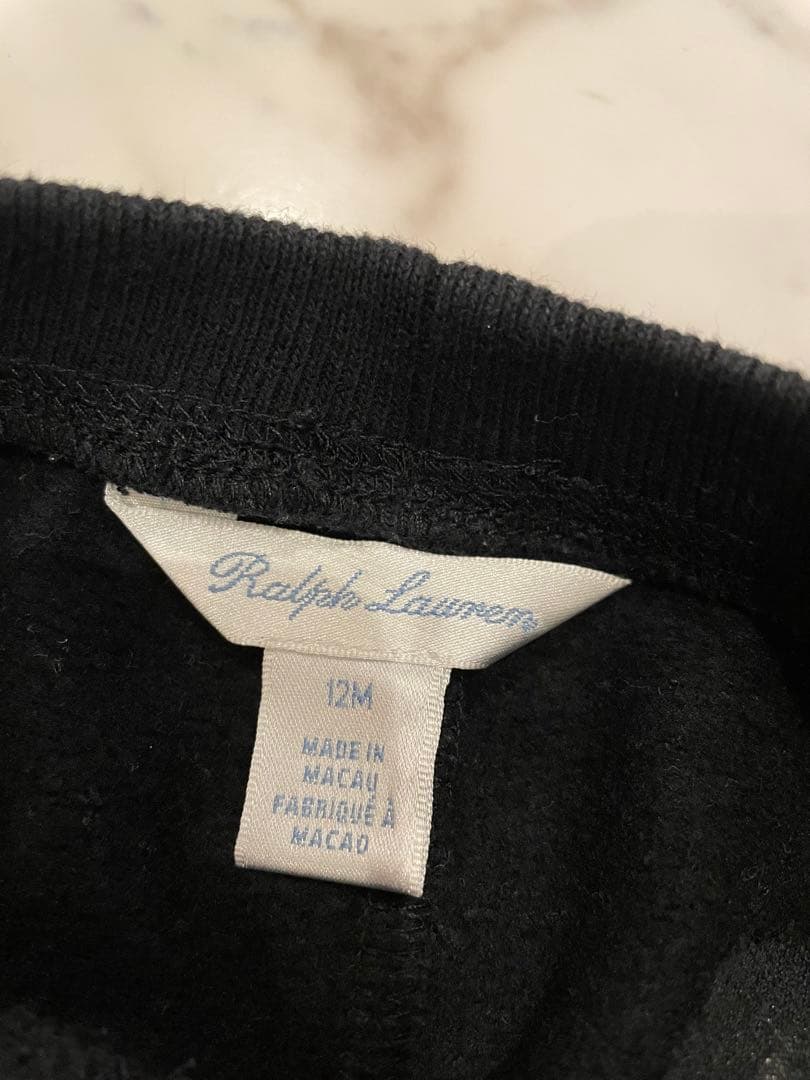 Ralph Lauren
12M
MADE IN
MACAU
FABRIQUÉ À
MACAO